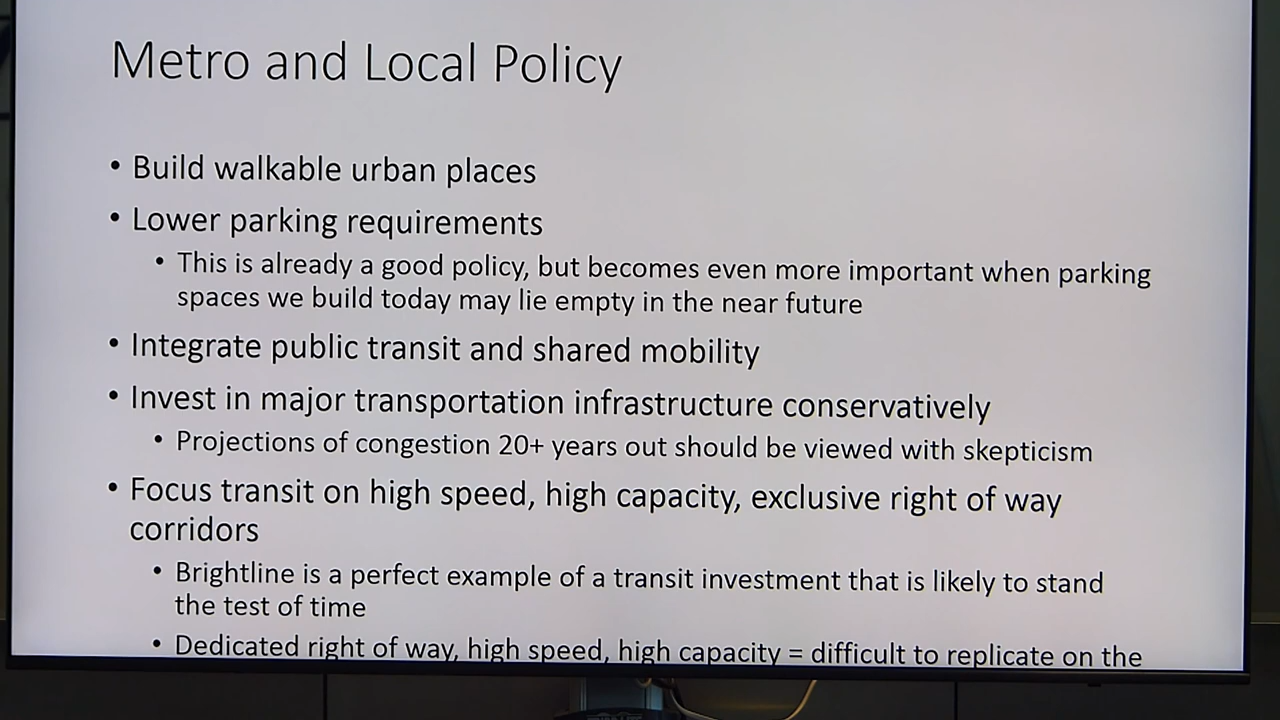 Metro and Local Policy
• Build walkable urban places
• Lower parking requirements
• This is already a good policy, but becomes even more important when parking
spaces we build today may lie empty in the near future
• Integrate public transit and shared mobility
• Invest in major transportation infrastructure conservatively
• Projections of congestion 20+ years out should be viewed with skepticism
• Focus transit on high speed, high capacity, exclusive right of way
corridors
• Brightline is a perfect example of a transit investment that is likely to stand
the test of time
• Dedicated right of way, high speed, high capacity = difficult to replicate on the